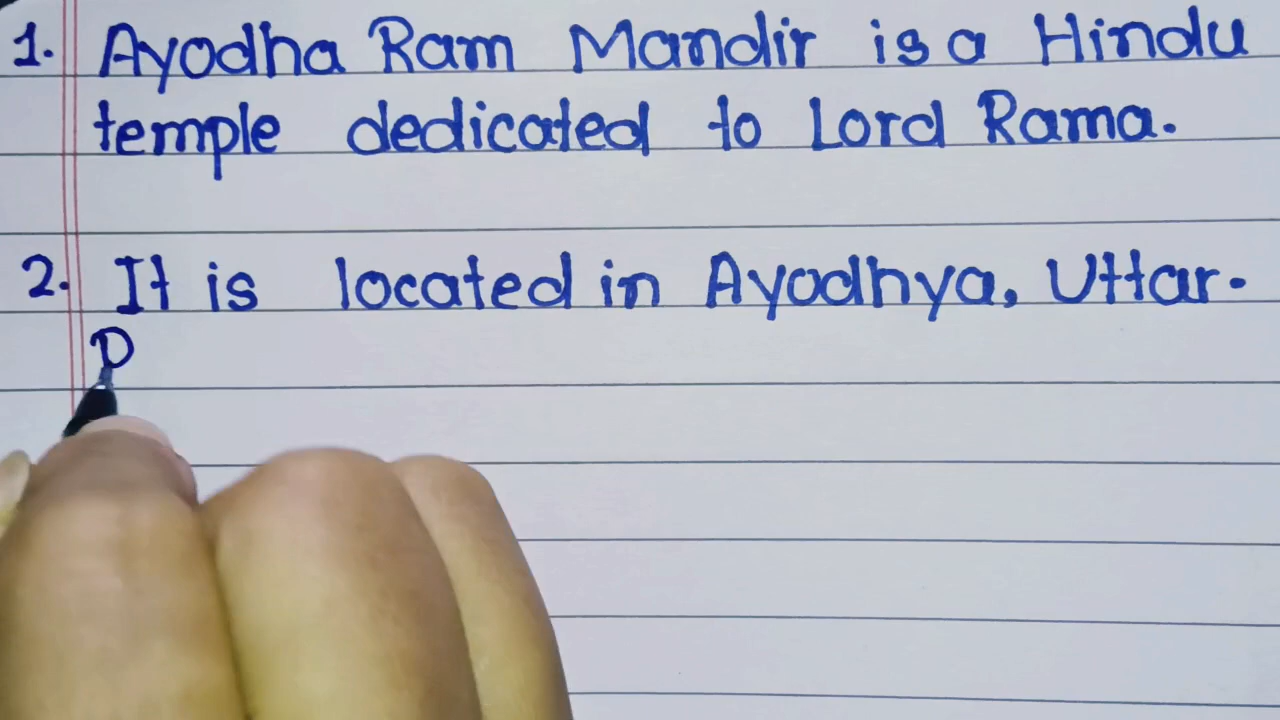 1. Ayodha Ram Mandir is a Hindu
temple dedicated to Lord Rama.
2. It is located in Ayodhya, Uttar.
P